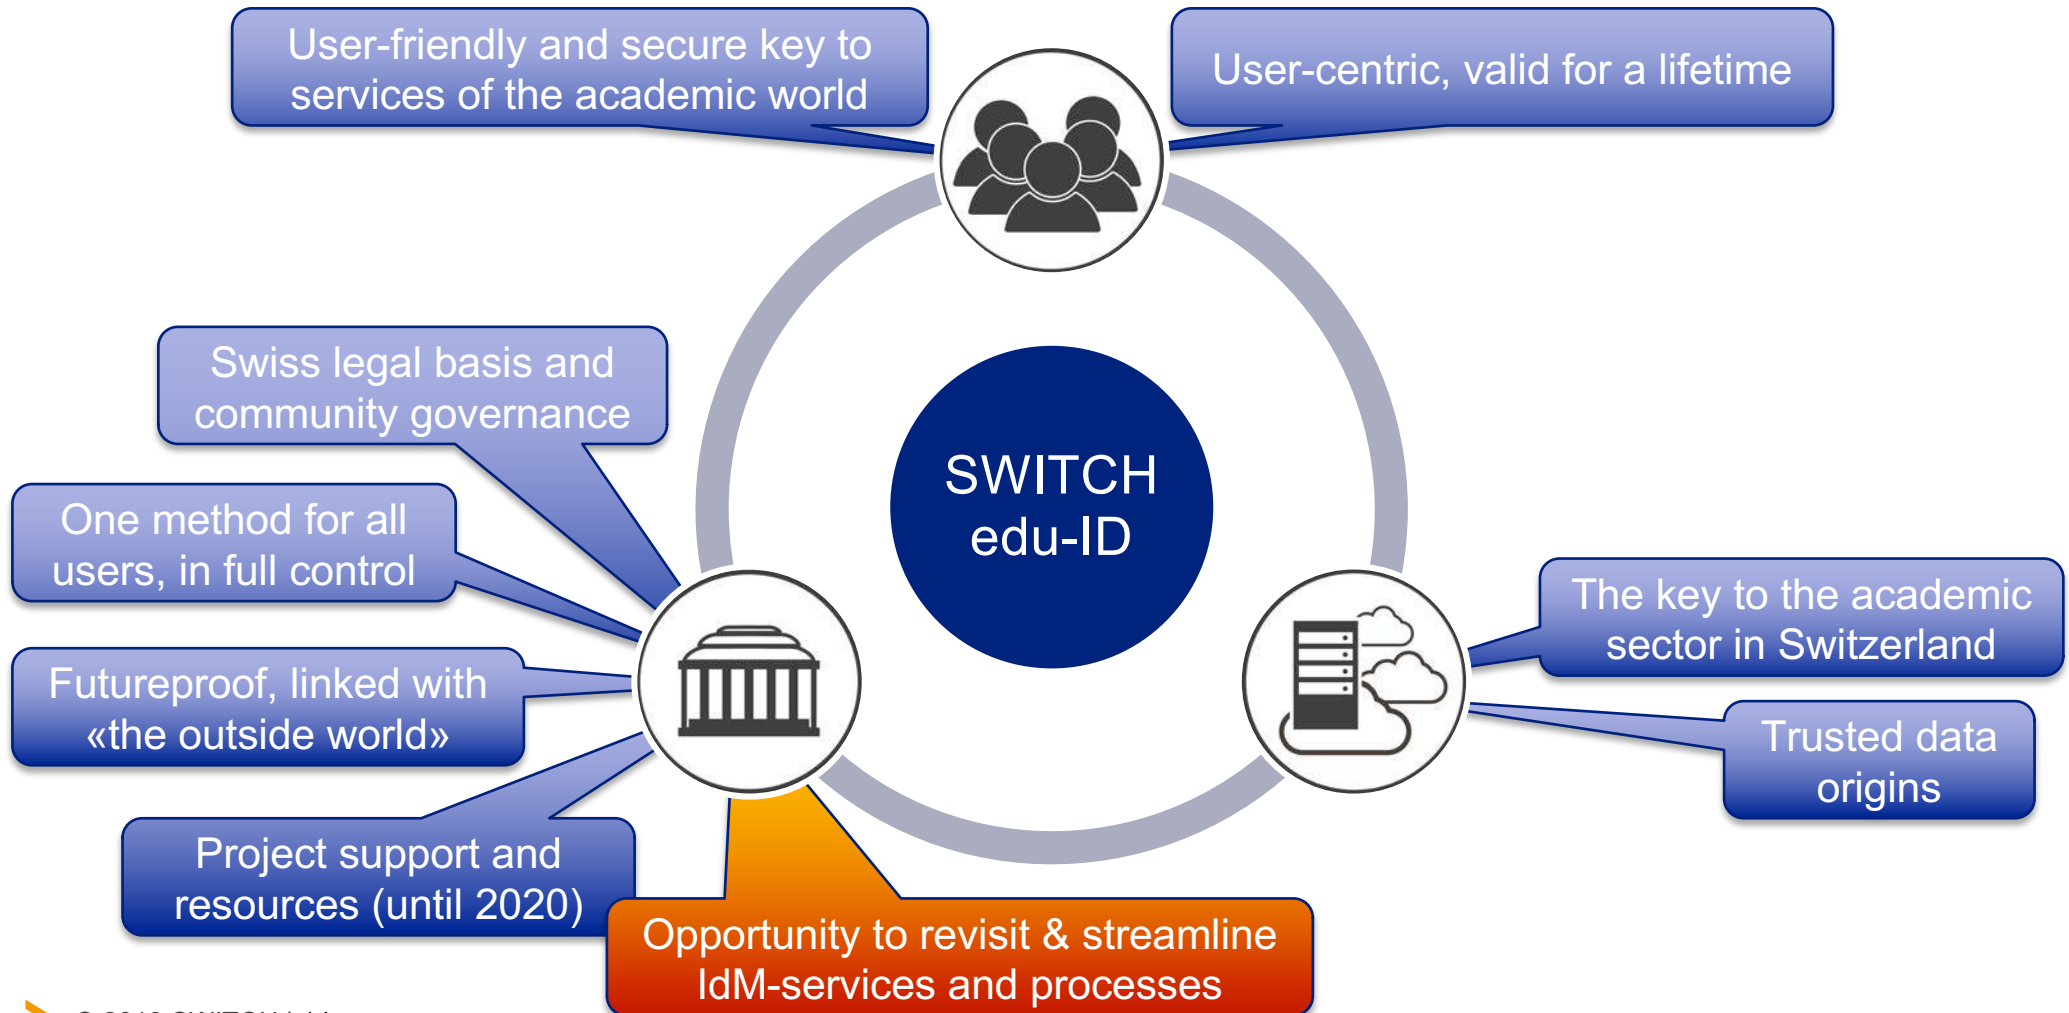 User-friendly and secure key to
services of the academic world
User-centric, valid for a lifetime
Swiss legal basis and
community governance
One method for all
users, in full control
SWITCH
edu-ID
The key to the academic
sector in Switzerland
Futureproof, linked with
«the outside world»
Trusted data
origins
Project support and
resources (until 2020)
Opportunity to revisit & streamline
IdM-services and processes
SWITCH